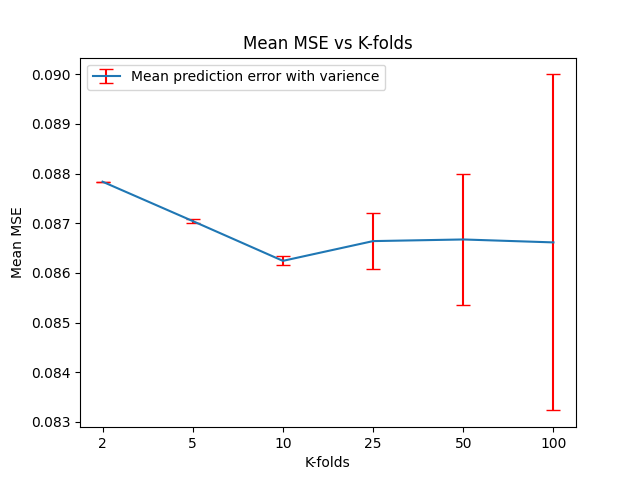 Mean MSE vs K-folds
Mean prediction error with varience
0.090
0.089
0.088
0.087
0.086
0.085
0.084
0.083
Mean MSE
2 5 10 25 50 100
K-folds